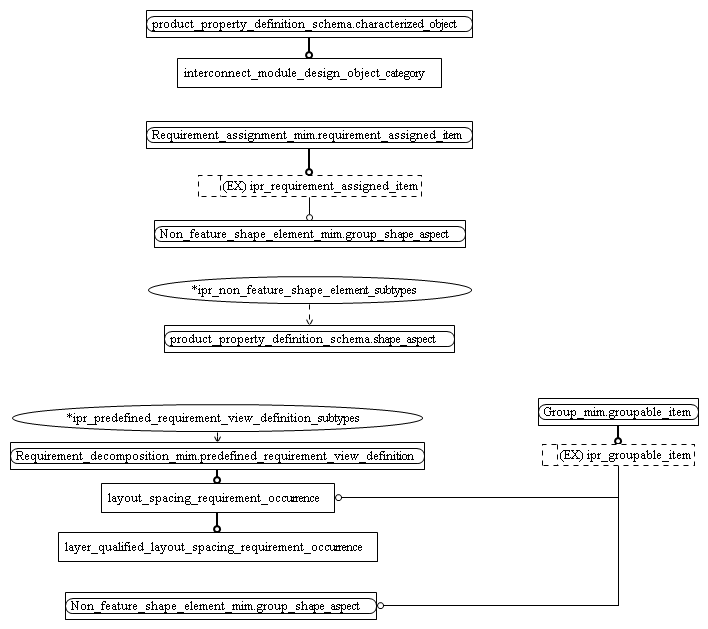 product_property_definition_schema.characterized_object
interconnect_module_design_object_category
Requirement_assignment_mim.requirement_assigned_item
(EX) ipr_requirement_assigned_item
Non_feature_shape_element_mim.group_shape_aspect
*ipr_non_feature_shape_element_subtypes
product_property_definition_schema.shape_aspect
*ipr_predefined_requirement_view_definition_subtypes
Group_mim.groupable_item
Requirement_decomposition_mim.predefined_requirement_view_definition
(EX) ipr_groupable_item
layout_spacing_requirement_occurrence
layer_qualified_layout_spacing_requirement_occurrence
Non_feature_shape_element_mim.group_shape_aspect